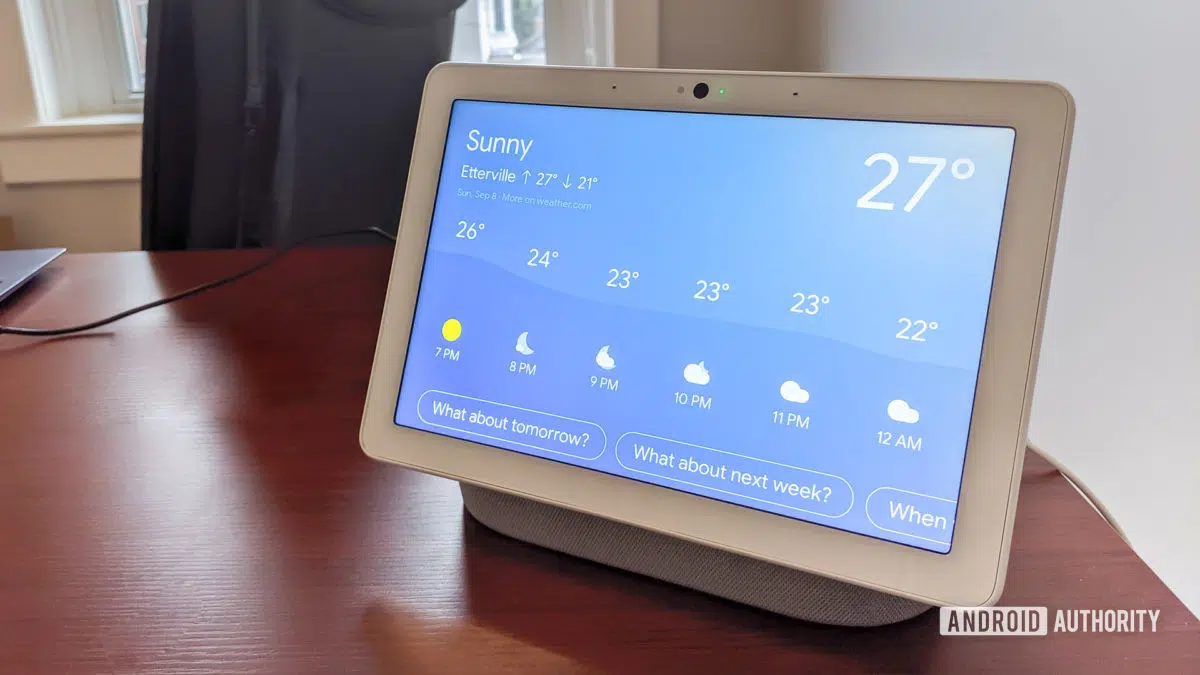 Sunny
27°
Etterville ↑ 27° ↓ 21°
Sun, Sep 8 · More on weather.com
26° 24° 23° 23° 23° 22°
7 PM 8 PM 9 PM 10 PM 11 PM 12 AM
What about tomorrow? What about next week? When
ANDROID AUTHORITY